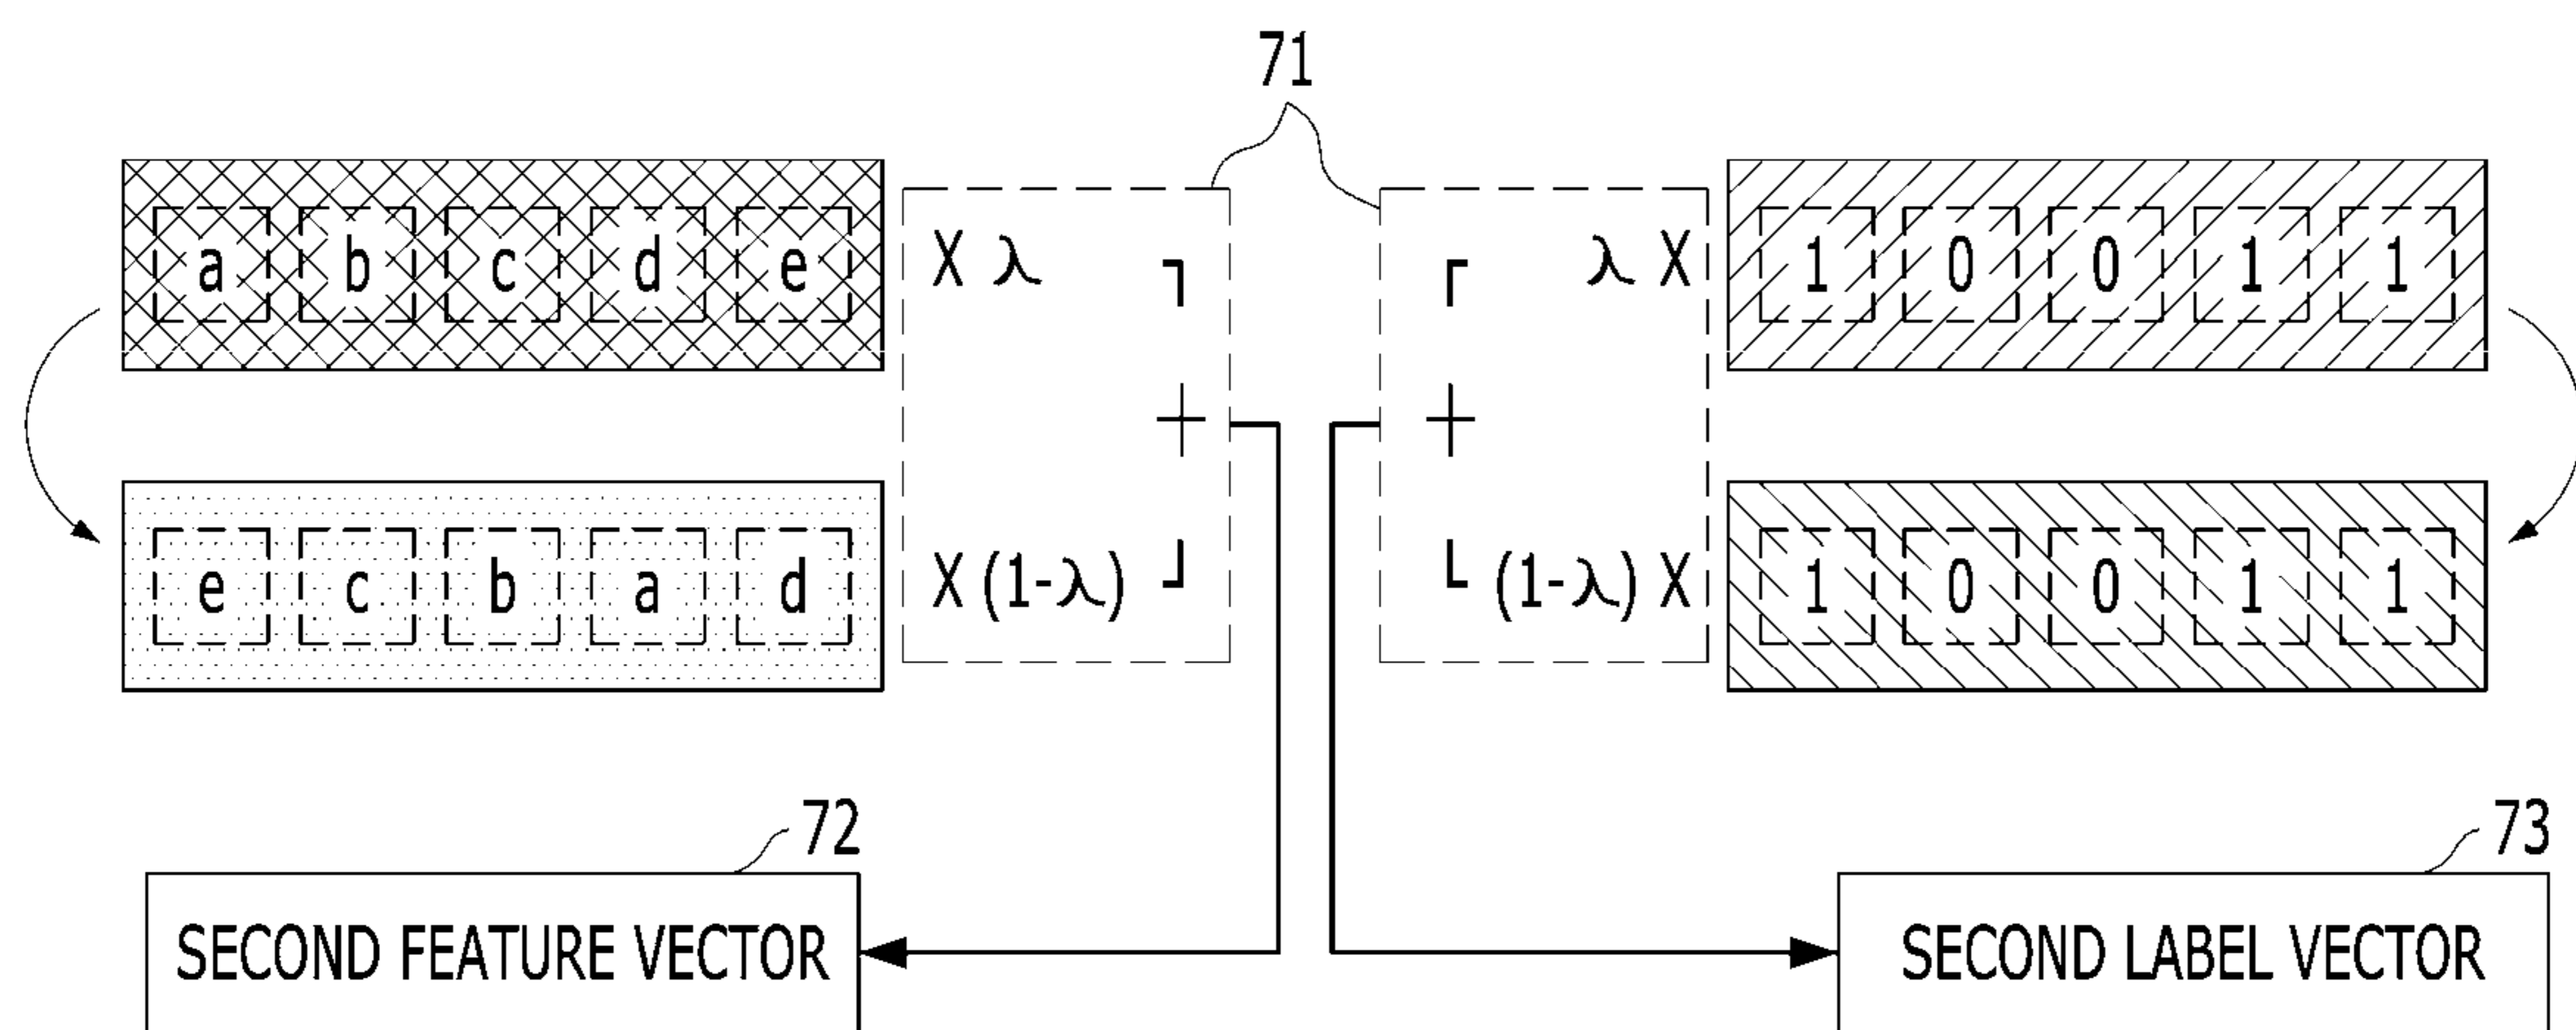 71
a b c d e X λ ┐ ┌ λ X 1 0 0 1 1
+ +
e c b a d X (1-λ) ┘ └ (1-λ) X 1 0 0 1 1
72 73
SECOND FEATURE VECTOR SECOND LABEL VECTOR